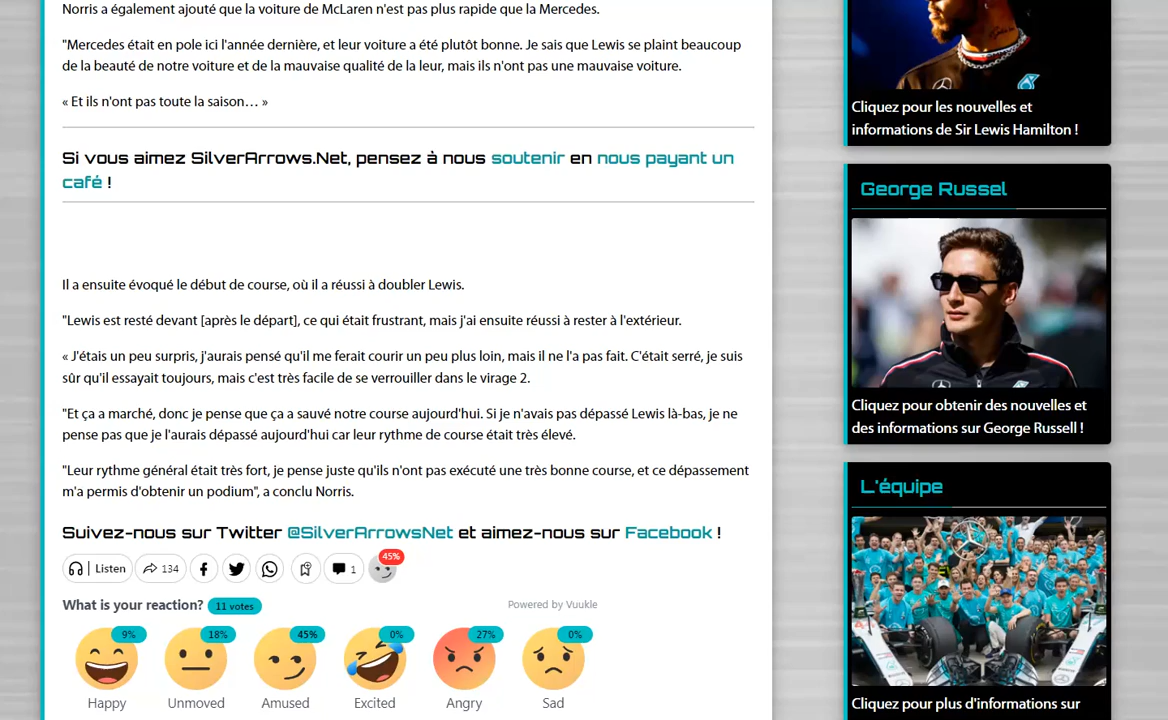 Norris a également ajouté que la voiture de McLaren n'est pas plus rapide que la Mercedes.
"Mercedes était en pole ici l'année dernière, et leur voiture a été plutôt bonne. Je sais que Lewis se plaint beaucoup
de la beauté de notre voiture et de la mauvaise qualité de la leur, mais ils n'ont pas une mauvaise voiture.
« Et ils n'ont pas toute la saison… »
Si vous aimez SilverArrows.Net, pensez à nous soutenir en nous payant un
café !
Il a ensuite évoqué le début de course, où il a réussi à doubler Lewis.
"Lewis est resté devant [après le départ], ce qui était frustrant, mais j'ai ensuite réussi à rester à l'extérieur.
« J'étais un peu surpris, j'aurais pensé qu'il me ferait courir un peu plus loin, mais il ne l'a pas fait. C'était serré, je suis
sûr qu'il essayait toujours, mais c'est très facile de se verrouiller dans le virage 2.
"Et ça a marché, donc je pense que ça a sauvé notre course aujourd'hui. Si je n'avais pas dépassé Lewis là-bas, je ne
pense pas que je l'aurais dépassé aujourd'hui car leur rythme de course était très élevé.
"Leur rythme général était très fort, je pense juste qu'ils n'ont pas exécuté une très bonne course, et ce dépassement
m'a permis d'obtenir un podium", a conclu Norris.
Suivez-nous sur Twitter @SilverArrowsNet et aimez-nous sur Facebook !
Listen 134 1 45%
What is your reaction? 11 votes
Powered by Vuukle
9% 18% 45% 0% 27% 0%
Happy Unmoved Amused Excited Angry Sad
Cliquez pour les nouvelles et
informations de Sir Lewis Hamilton !
George Russel
Cliquez pour obtenir des nouvelles et
des informations sur George Russell !
L'équipe
Cliquez pour plus d'informations sur